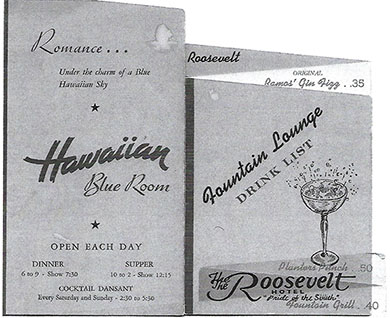 Romance...
Under the charm of a Blue
Hawaiian Sky
Hawaiian
Blue Room
OPEN EACH DAY
DINNER
6 to 9 - Show 7:30
SUPPER
10 to 2 - Show 12:15
COCKTAIL DANSANT
Every Saturday and Sunday - 2:30 to 5:30
Roosevelt
ORIGINAL
Ramos' Gin Fizz .. 35
Fountain Lounge
DRINK LIST
Planters Punch .50
The Roosevelt
HOTEL
"Pride of the South"
Fountain Grill .40